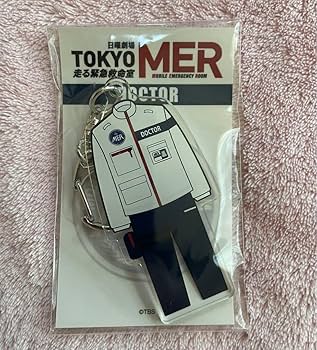 日曜劇場
TOKYO MER
走る緊急救命室
MOBILE EMERGENCY ROOM
DOCTOR
MER
DOCTOR
©TBS